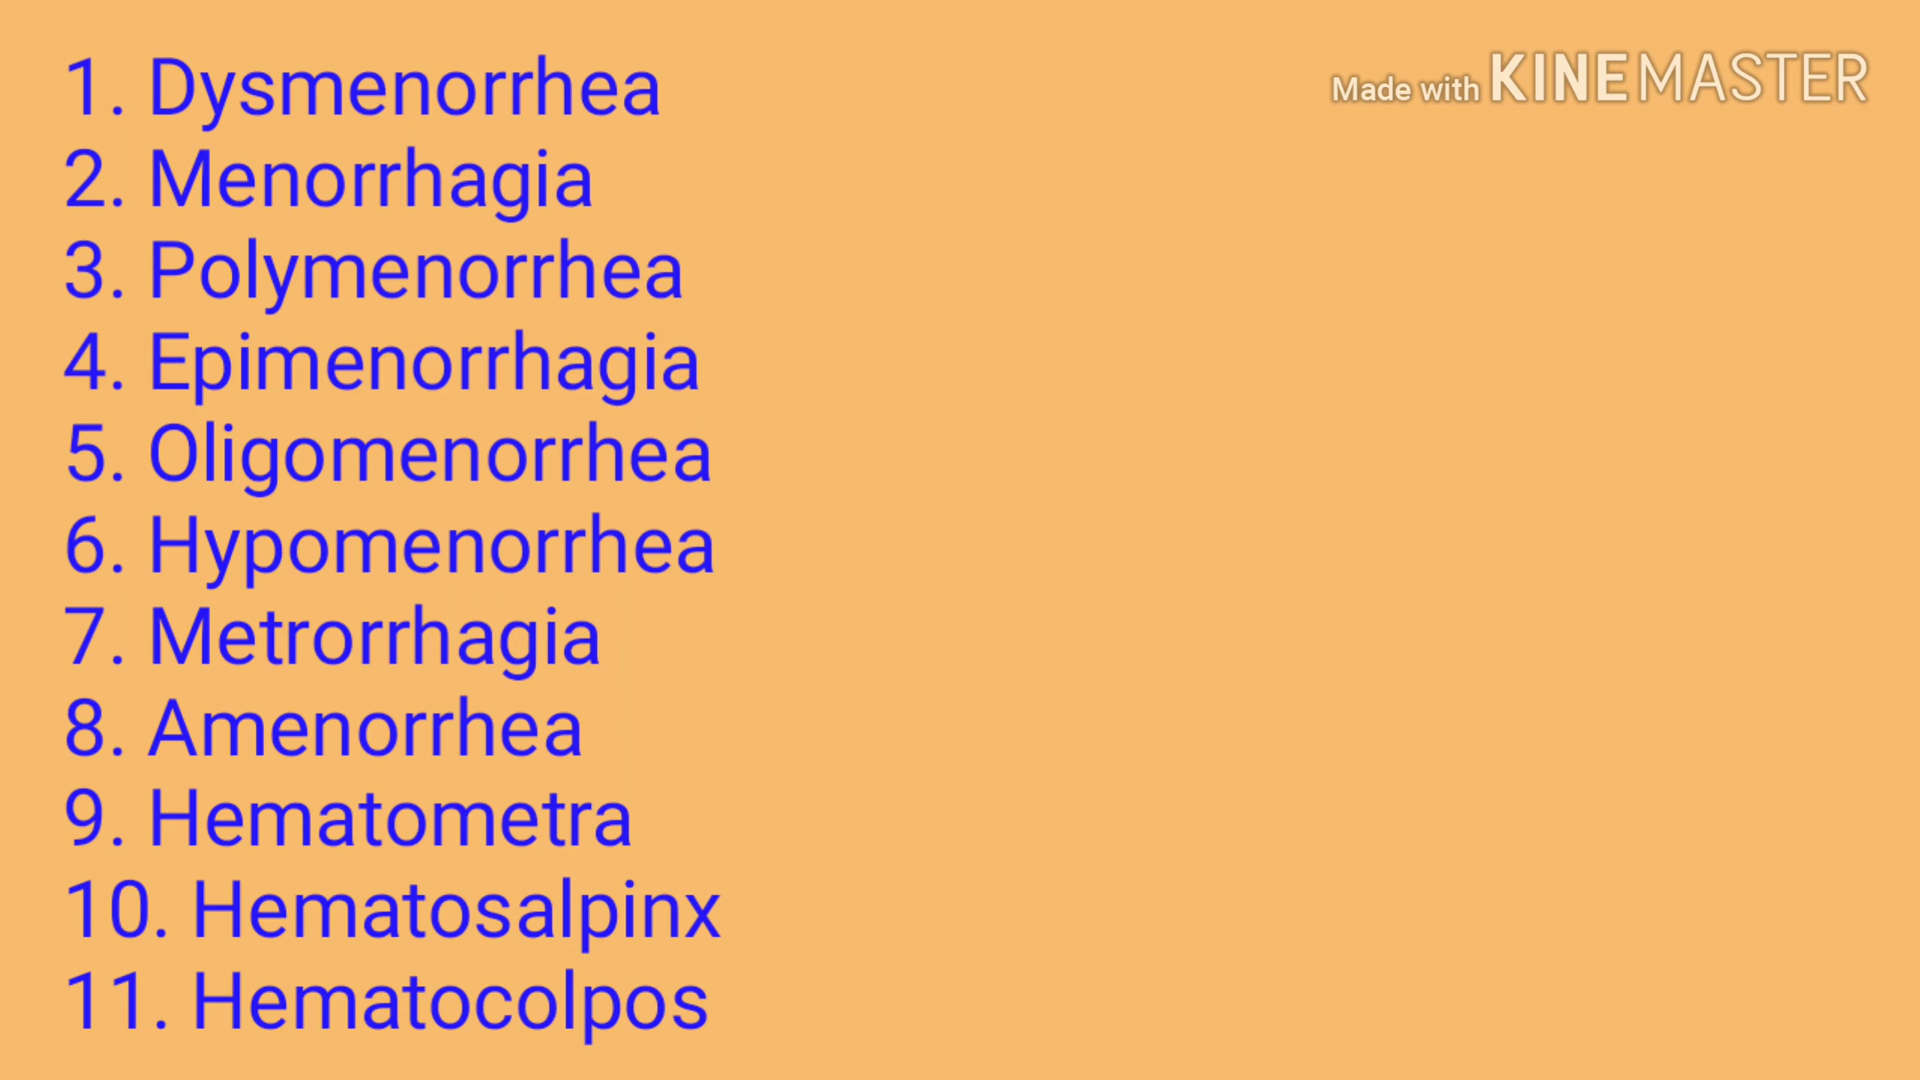 1. Dysmenorrhea
2. Menorrhagia
3. Polymenorrhea
4. Epimenorrhagia
5. Oligomenorrhea
6. Hypomenorrhea
7. Metrorrhagia
8. Amenorrhea
9. Hematometra
10. Hematosalpinx
11. Hematocolpos
Made with KINEMASTER